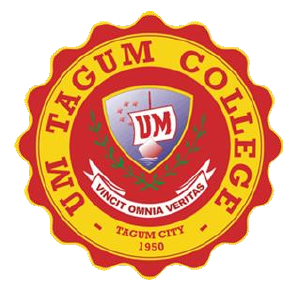 UM TAGUM COLLEGE
UM
VINCIT OMNIA VERITAS
- TAGUM CITY -
1950